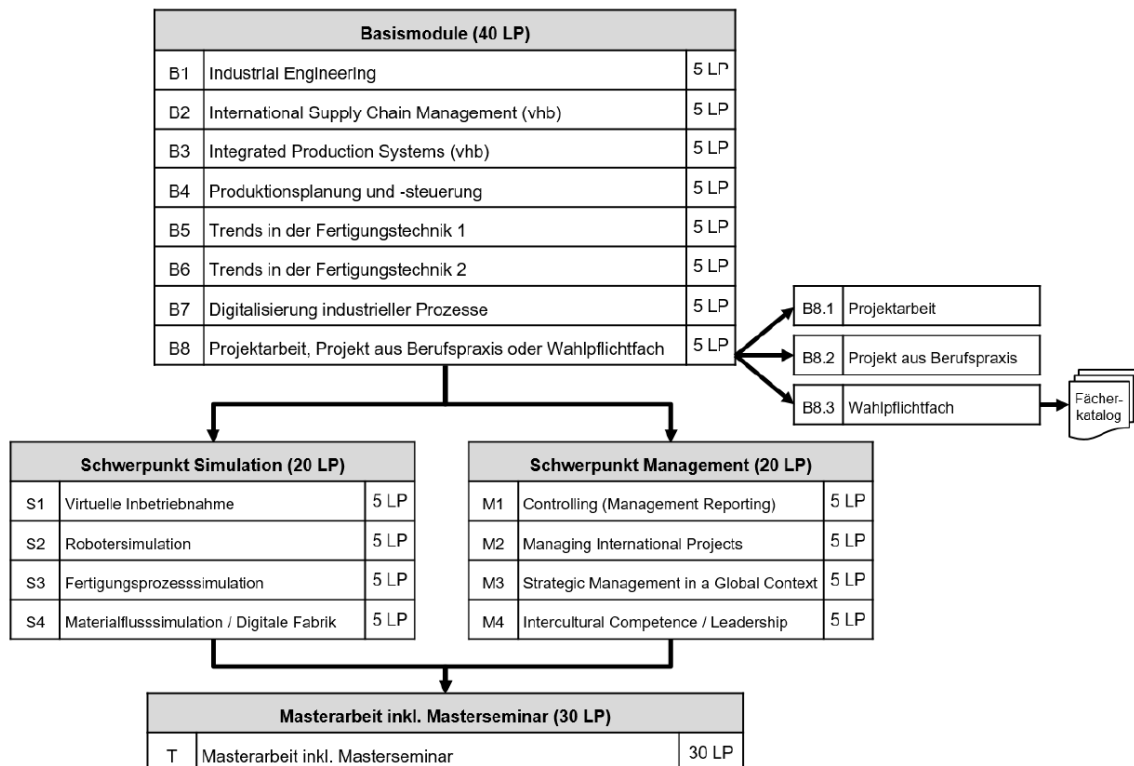 Basismodule (40 LP)
B1 Industrial Engineering 5 LP
B2 International Supply Chain Management (vhb) 5 LP
B3 Integrated Production Systems (vhb) 5 LP
B4 Produktionsplanung und -steuerung 5 LP
B5 Trends in der Fertigungstechnik 1 5 LP
B6 Trends in der Fertigungstechnik 2 5 LP
B7 Digitalisierung industrieller Prozesse 5 LP
B8 Projektarbeit, Projekt aus Berufspraxis oder Wahlpflichtfach 5 LP
B8.1 Projektarbeit
B8.2 Projekt aus Berufspraxis
B8.3 Wahlpflichtfach
Fächer-
katalog
Schwerpunkt Simulation (20 LP)
S1 Virtuelle Inbetriebnahme 5 LP
S2 Robotersimulation 5 LP
S3 Fertigungsprozesssimulation 5 LP
S4 Materialflusssimulation / Digitale Fabrik 5 LP
Schwerpunkt Management (20 LP)
M1 Controlling (Management Reporting) 5 LP
M2 Managing International Projects 5 LP
M3 Strategic Management in a Global Context 5 LP
M4 Intercultural Competence / Leadership 5 LP
Masterarbeit inkl. Masterseminar (30 LP)
T Masterarbeit inkl. Masterseminar 30 LP